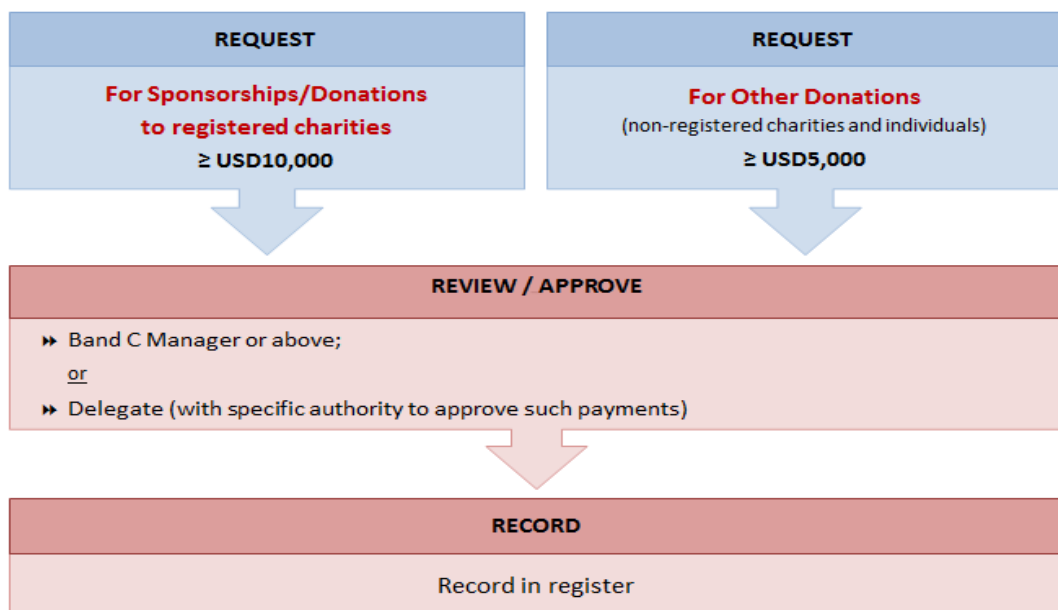 REQUEST
For Sponsorships/Donations
to registered charities
≥ USD10,000
REQUEST
For Other Donations
(non-registered charities and individuals)
≥ USD5,000
REVIEW / APPROVE
▸▸ Band C Manager or above;
or
▸▸ Delegate (with specific authority to approve such payments)
RECORD
Record in register